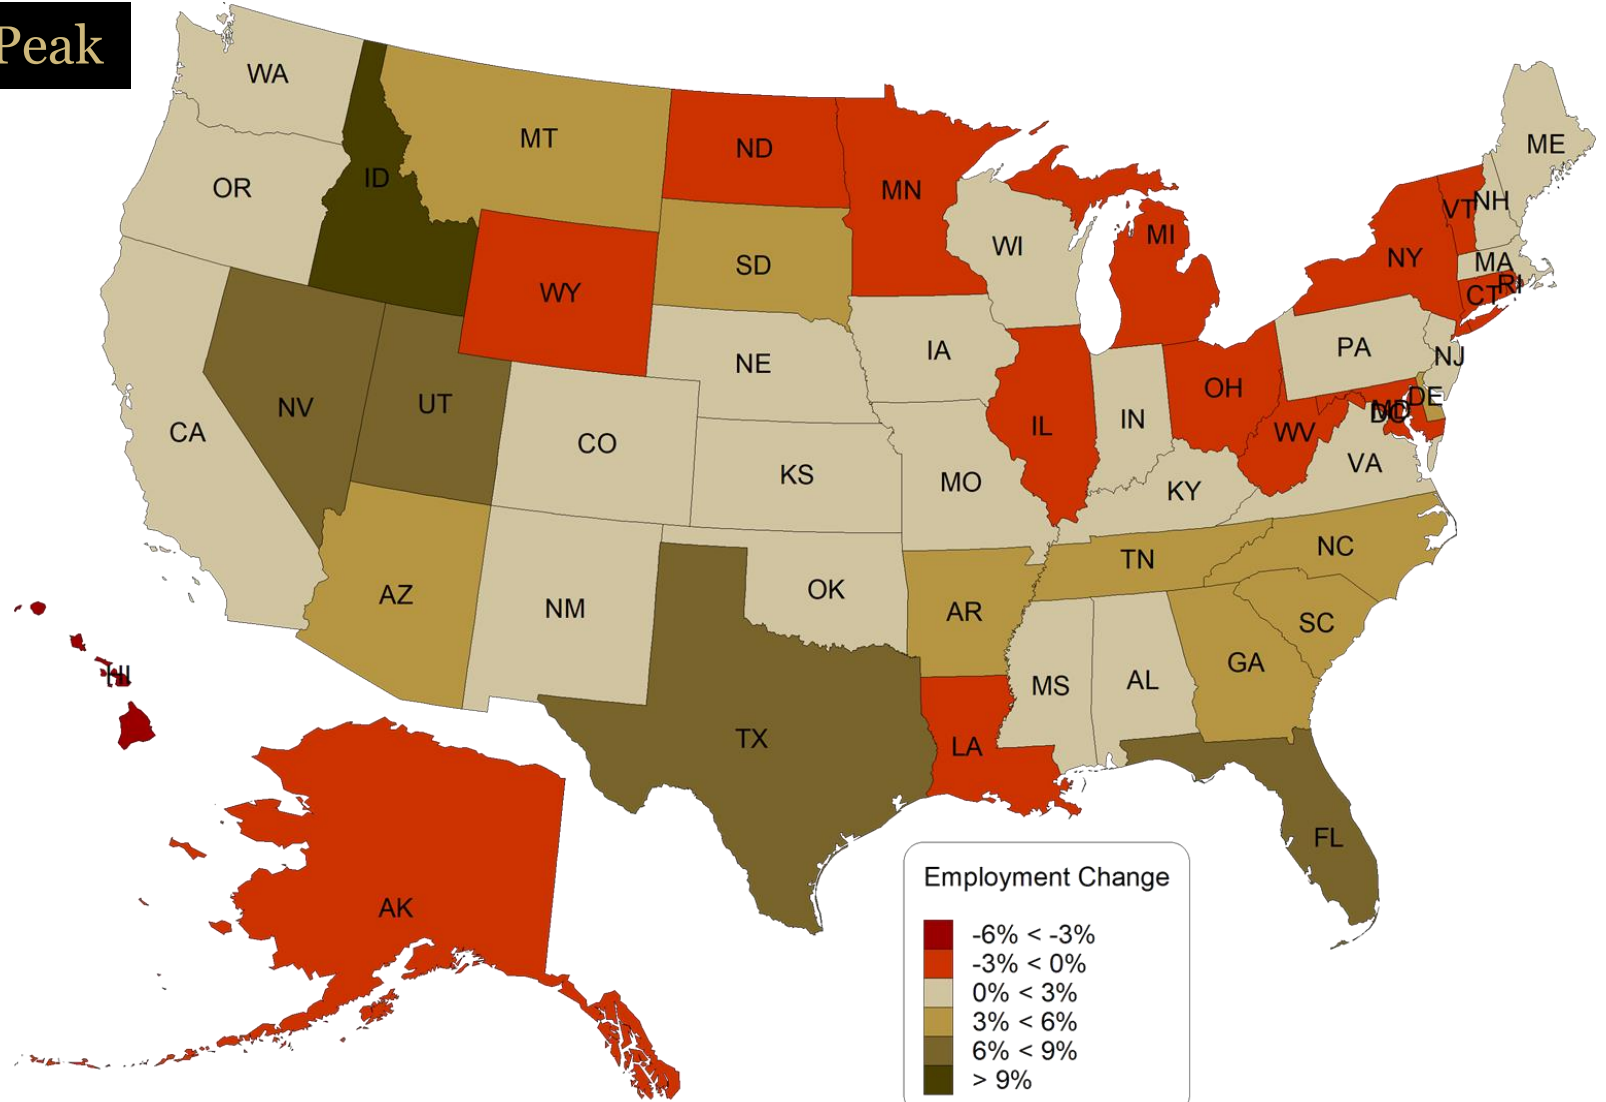 Peak
WA
MT
ND
ME
OR
ID
MN
VT
NH
WI
MI
NY
MA
SD
WY
CT
RI
NE
IA
PA
NJ
NV
UT
OH
DE
MD
DC
CA
CO
IL
IN
WV
KS
MO
KY
VA
AZ
NM
OK
TN
NC
AR
SC
GA
HI
MS
AL
TX
LA
FL
AK
Employment Change
-6% < -3%
-3% < 0%
0% < 3%
3% < 6%
6% < 9%
> 9%